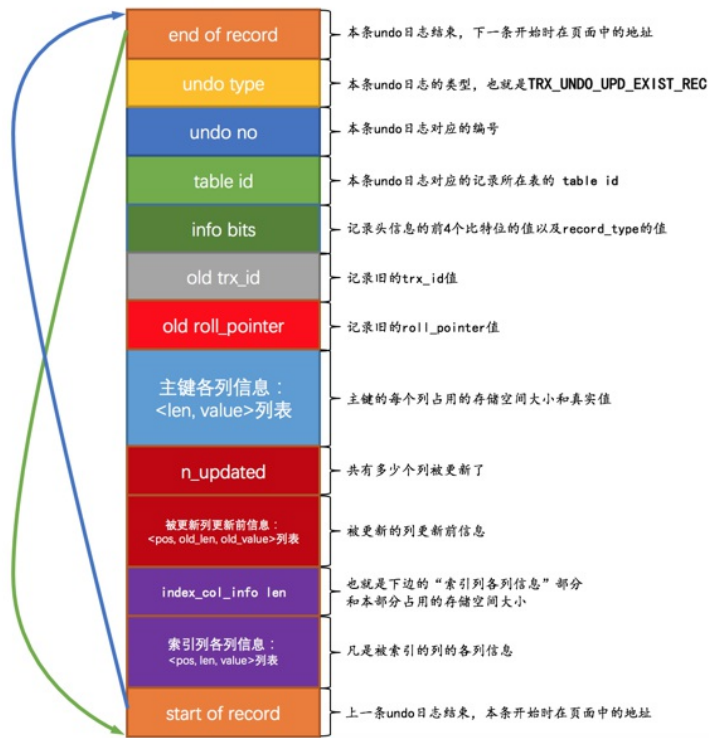 end of record
本条undo日志结束，下一条开始时在页面中的地址
undo type
本条undo日志的类型，也就是TRX_UNDO_UPD_EXIST_REC
undo no
本条undo日志对应的编号
table id
本条undo日志对应的记录所在表的 table id
info bits
记录头信息的前4个比特位的值以及record_type的值
old trx_id
记录旧的trx_id值
old roll_pointer
记录旧的roll_pointer值
主键各列信息：
<len, value>列表
主键的每个列占用的存储空间大小和真实值
n_updated
共有多少个列被更新了
被更新列更新前信息：
<pos, old_len, old_value>列表
被更新的列更新前信息
index_col_info len
也就是下边的“索引列各列信息”部分
和本部分占用的存储空间大小
索引列各列信息：
<pos, len, value>列表
凡是被索引的列的各列信息
start of record
上一条undo日志结束，本条开始时在页面中的地址